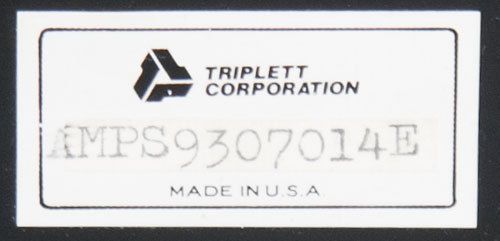 TRIPLETT
CORPORATION
AMPS9307014E
MADE IN U.S.A.